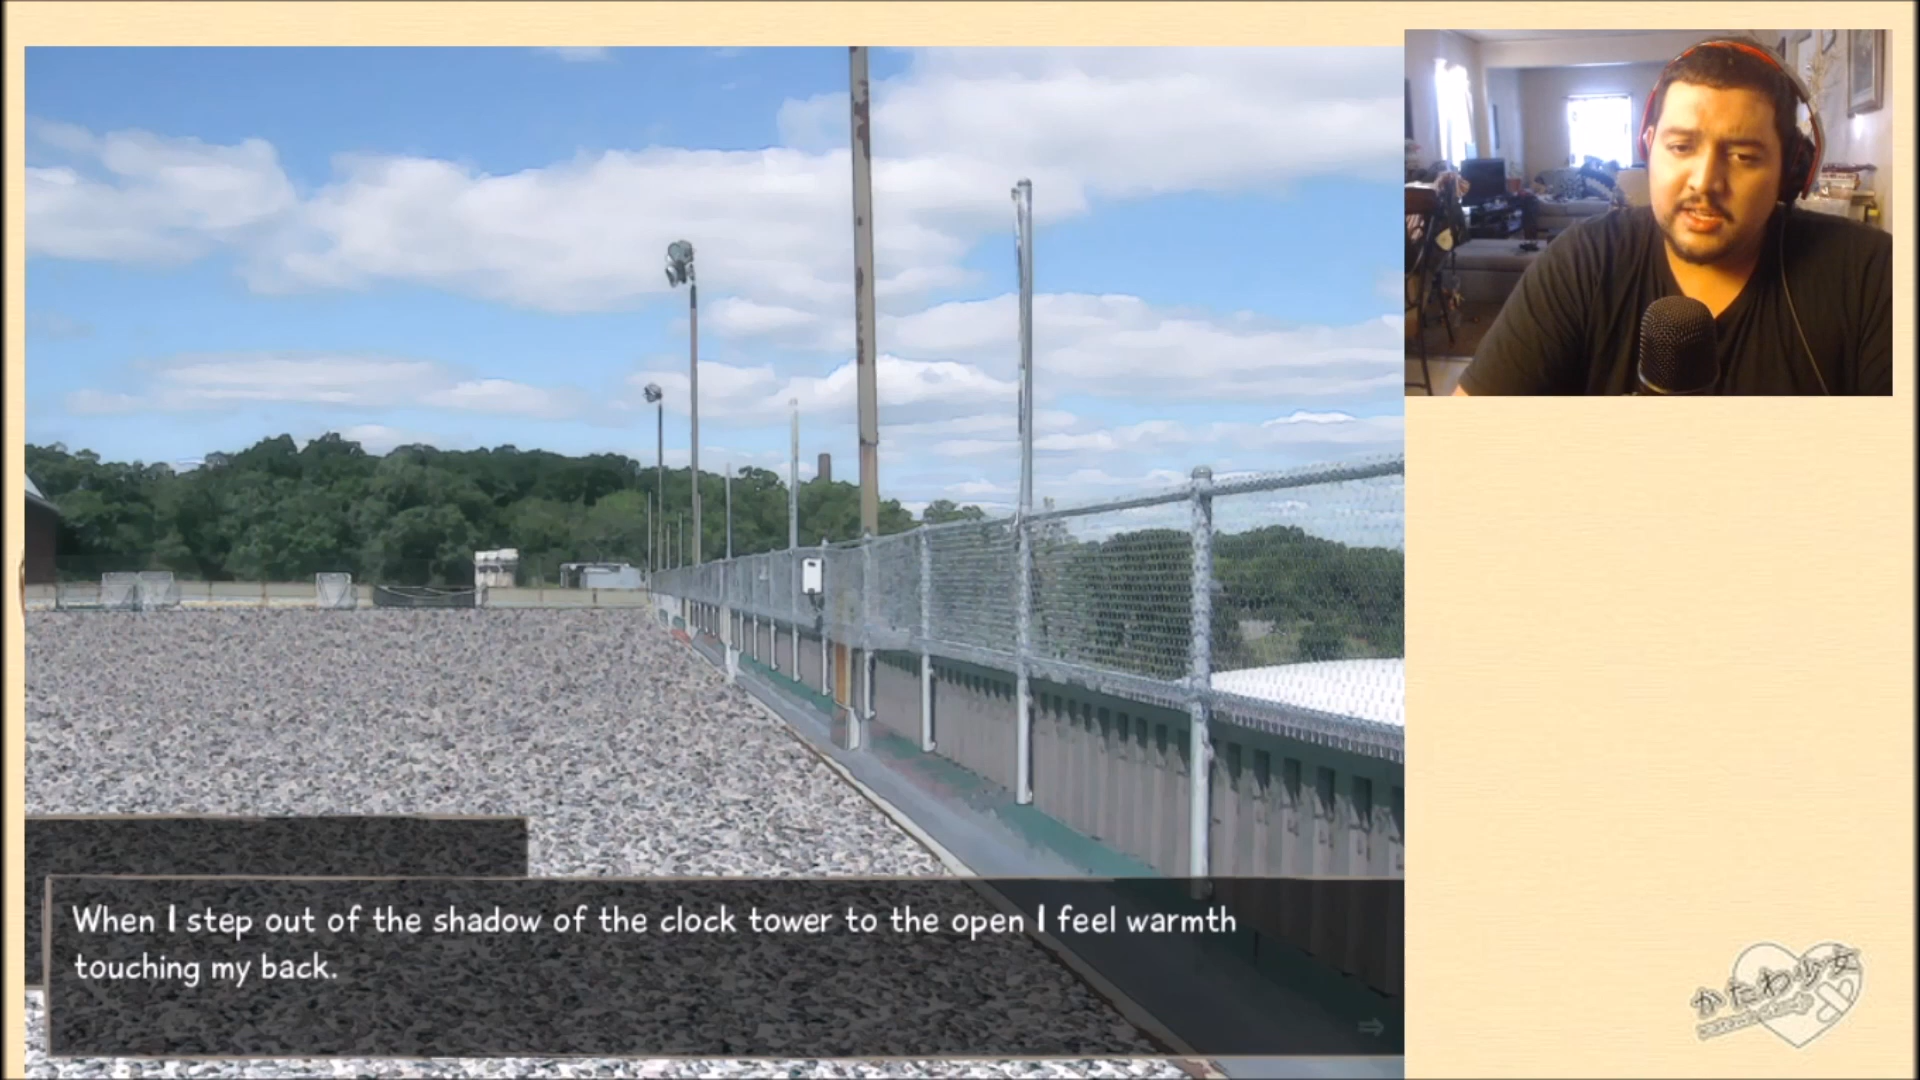 When I step out of the shadow of the clock tower to the open I feel warmth
touching my back.
かたわ少女